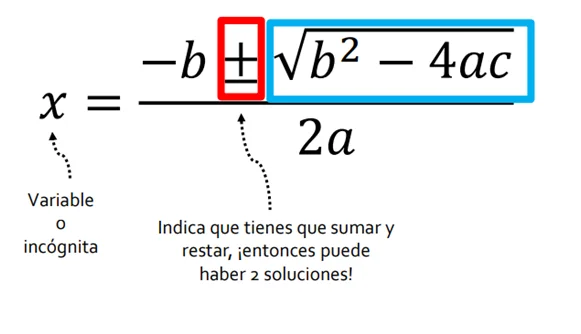 x = (-b ± √(b² − 4ac)) / 2a
Variable
o
incógnita
Indica que tienes que sumar y
restar, ¡entonces puede
haber 2 soluciones!